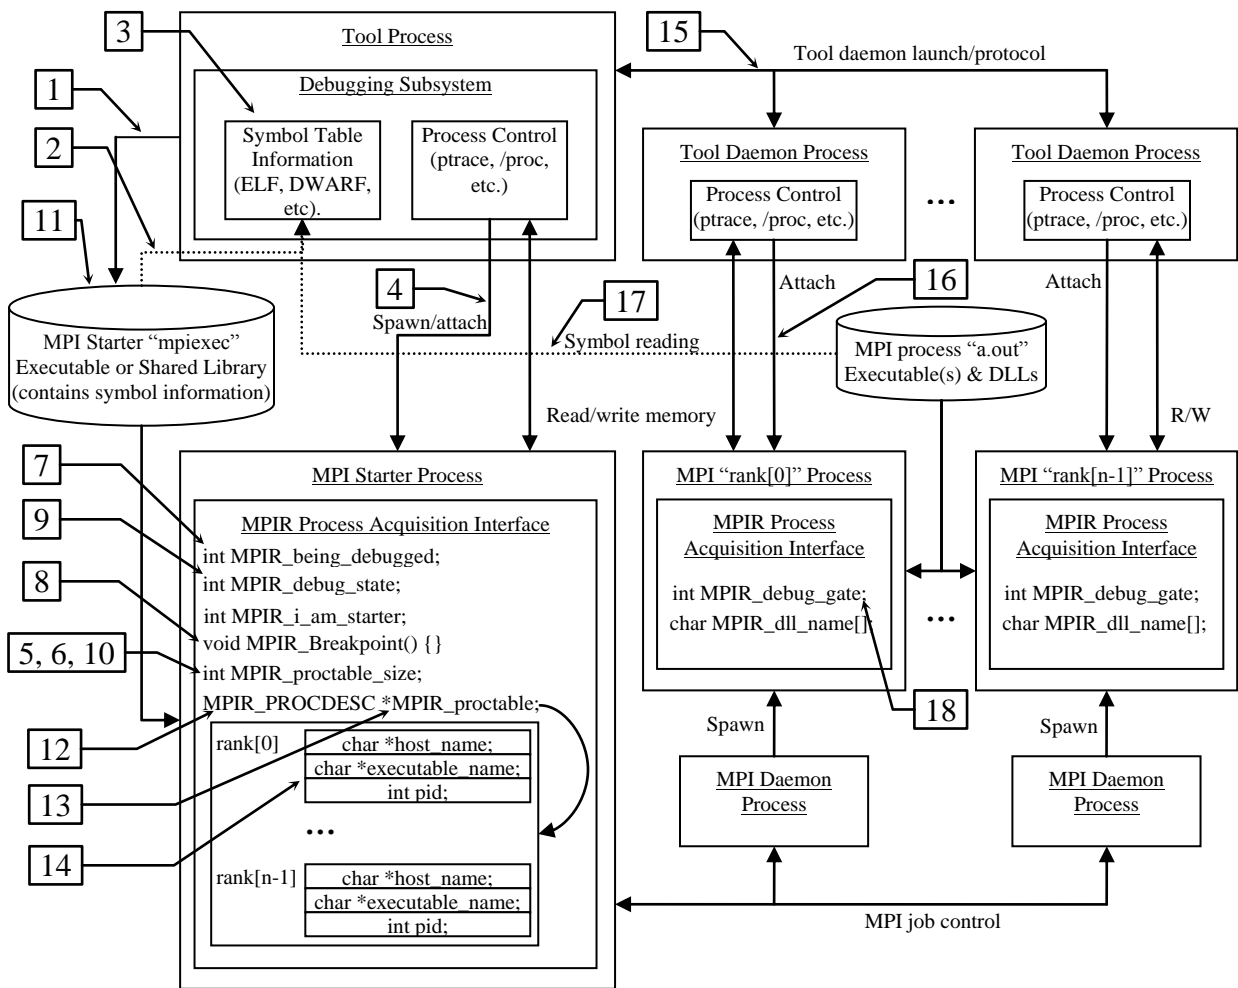 3
Tool Process
15
Tool daemon launch/protocol
Debugging Subsystem
1
2
Symbol Table
Information
(ELF, DWARF,
etc).
Process Control
(ptrace, /proc,
etc.)
Tool Daemon Process
Process Control
(ptrace, /proc, etc.)
...
Tool Daemon Process
Process Control
(ptrace, /proc, etc.)
11
4
17
16
Attach
Attach
Spawn/attach
Symbol reading
MPI Starter “mpiexec”
Executable or Shared Library
(contains symbol information)
MPI process “a.out”
Executable(s) & DLLs
Read/write memory
R/W
7
9
8
5, 6, 10
12
13
14
MPI Starter Process
MPIR Process Acquisition Interface
int MPIR_being_debugged;
int MPIR_debug_state;
int MPIR_i_am_starter;
void MPIR_Breakpoint() {}
int MPIR_proctable_size;
MPIR_PROCDESC *MPIR_proctable;
rank[0]
char *host_name;
char *executable_name;
int pid;
...
rank[n-1]
char *host_name;
char *executable_name;
int pid;
MPI “rank[0]” Process
MPIR Process
Acquisition Interface
int MPIR_debug_gate;
char MPIR_dll_name[];
...
MPI “rank[n-1]” Process
MPIR Process
Acquisition Interface
int MPIR_debug_gate;
char MPIR_dll_name[];
18
Spawn
Spawn
MPI Daemon
Process
MPI Daemon
Process
MPI job control